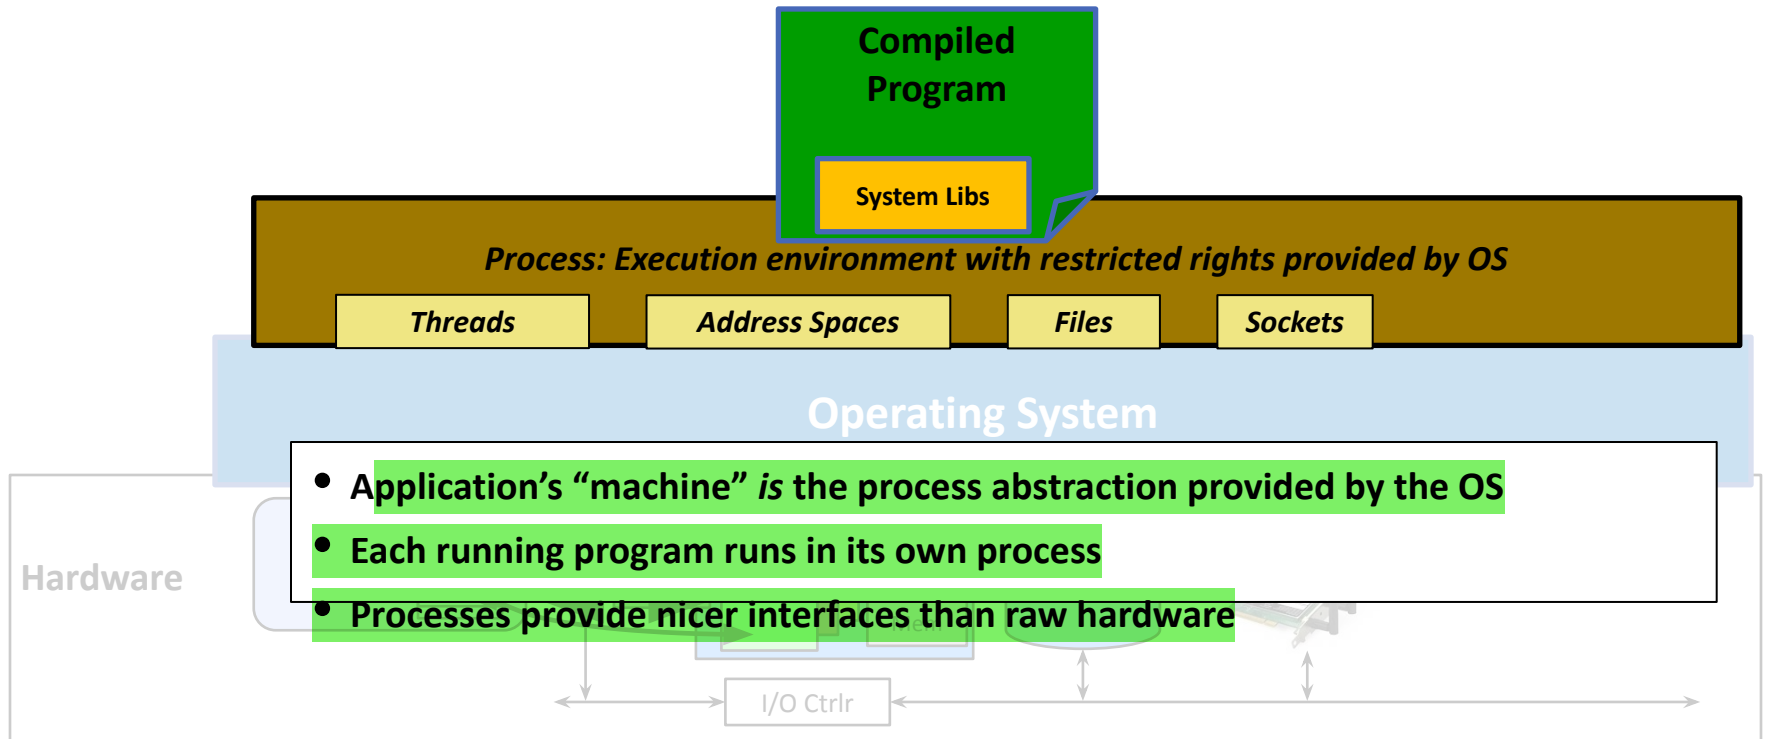 Compiled
Program
System Libs
Process: Execution environment with restricted rights provided by OS
Threads
Address Spaces
Files
Sockets
Operating System
• Application’s “machine” is the process abstraction provided by the OS
• Each running program runs in its own process
• Processes provide nicer interfaces than raw hardware
Hardware
Mem
I/O Ctrlr